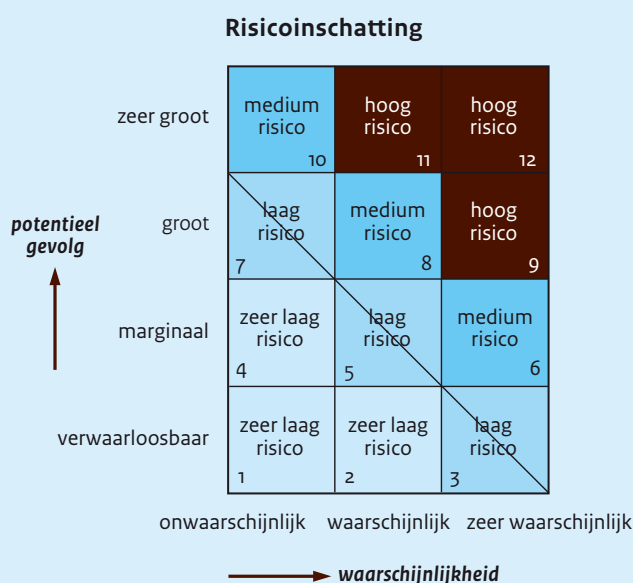 Risicoinschatting
zeer groot
medium
risico
10
hoog
risico
11
hoog
risico
12
potentieel
gevolg
groot
laag
risico
7
medium
risico
8
hoog
risico
9
marginaal
zeer laag
risico
4
laag
risico
5
medium
risico
6
verwaarloosbaar
zeer laag
risico
1
zeer laag
risico
2
laag
risico
3
onwaarschijnlijk waarschijnlijk zeer waarschijnlijk
waarschijnlijkheid